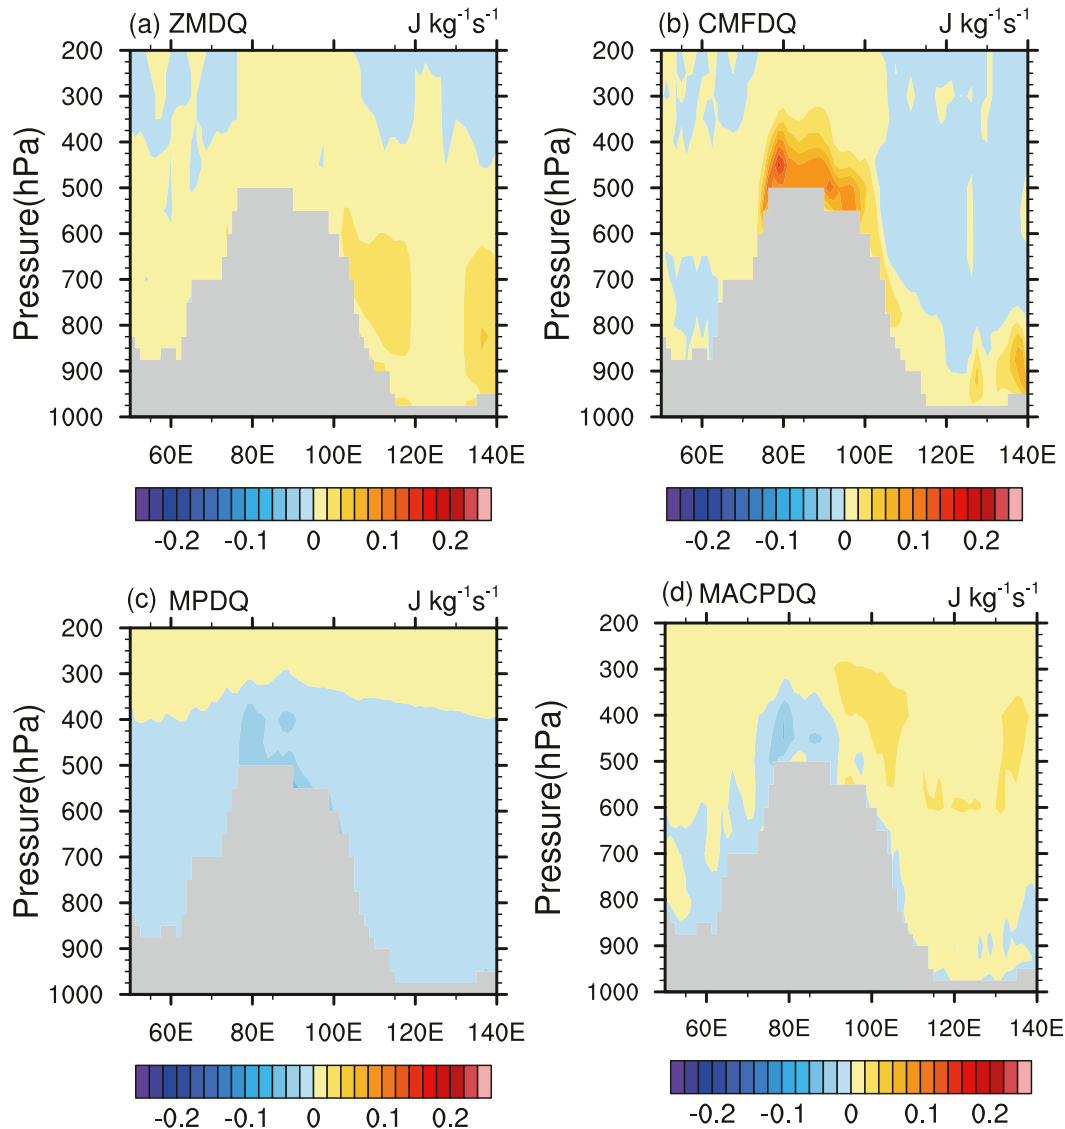 (a) ZMDQ J kg⁻¹s⁻¹
200
300
400
500
600
700
800
900
1000
Pressure(hPa)
60E 80E 100E 120E 140E
-0.2 -0.1 0 0.1 0.2
(b) CMFDQ J kg⁻¹s⁻¹
200
300
400
500
600
700
800
900
1000
Pressure(hPa)
60E 80E 100E 120E 140E
-0.2 -0.1 0 0.1 0.2
(c) MPDQ J kg⁻¹s⁻¹
200
300
400
500
600
700
800
900
1000
Pressure(hPa)
60E 80E 100E 120E 140E
-0.2 -0.1 0 0.1 0.2
(d) MACPDQ J kg⁻¹s⁻¹
200
300
400
500
600
700
800
900
1000
Pressure(hPa)
60E 80E 100E 120E 140E
-0.2 -0.1 0 0.1 0.2